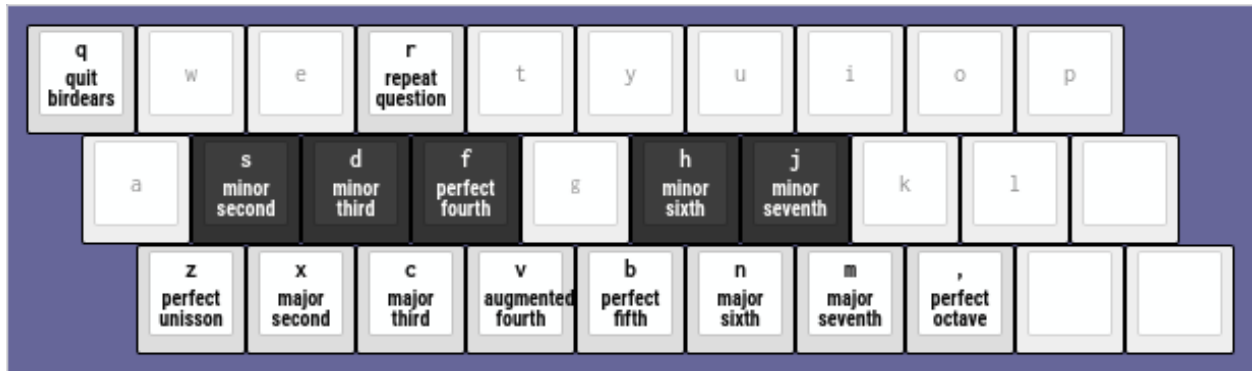 q quit birdears
w
e
r repeat question
t
y
u
i
o
p
a
s minor second
d minor third
f perfect fourth
g
h minor sixth
j minor seventh
k
l
z perfect unisson
x major second
c major third
v augmented fourth
b perfect fifth
n major sixth
m major seventh
, perfect octave